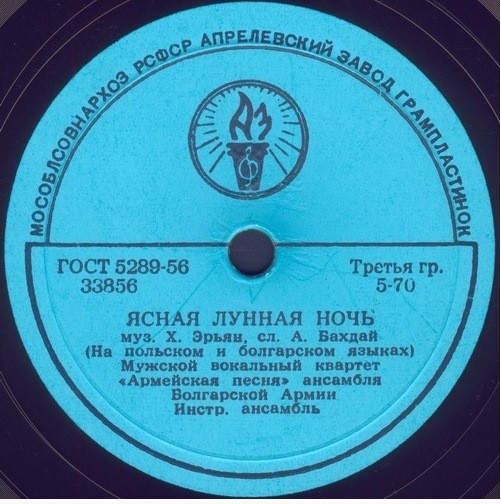 МОСОБЛСОВНАРХОЗ РСФСР АПРЕЛЕВСКИЙ ЗАВОД ГРАМПЛАСТИНОК
АЗ
ГОСТ 5289-56
33856
Третья гр.
5-70
ЯСНАЯ ЛУННАЯ НОЧЬ
муз. Х. Эрьян, сл. А. Бахдай
(На польском и болгарском языках)
Мужской вокальный квартет
«Армейская песня» ансамбля
Болгарской Армии
Инстр. ансамбль